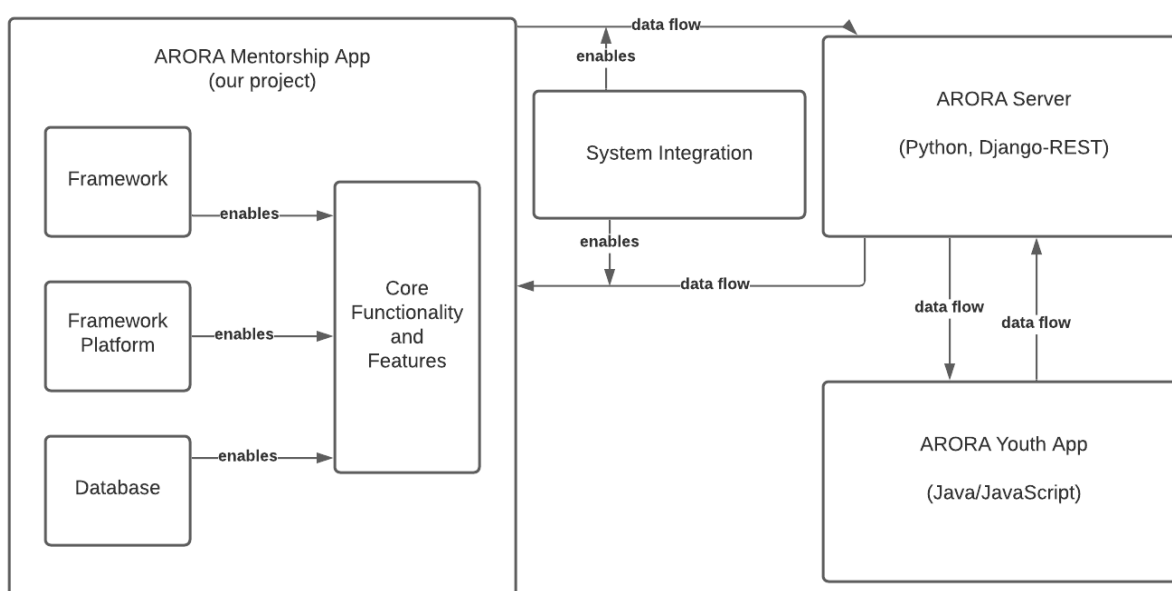 ARORA Mentorship App
(our project)
Framework
enables
Framework
Platform
enables
Database
enables
Core
Functionality
and
Features
data flow
enables
System Integration
enables
data flow
ARORA Server
(Python, Django-REST)
data flow
data flow
ARORA Youth App
(Java/JavaScript)